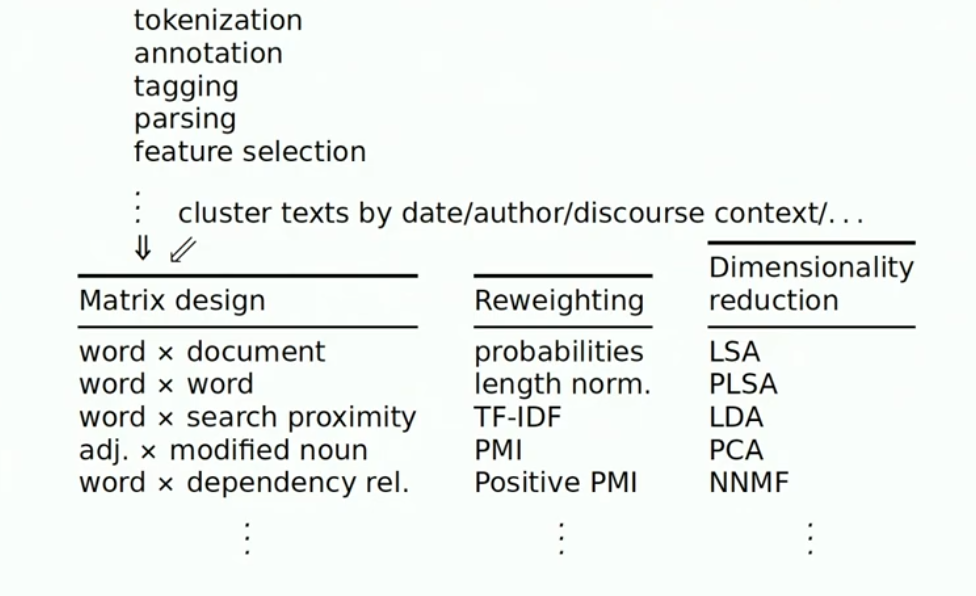 tokenization
annotation
tagging
parsing
feature selection
⋮ cluster texts by date/author/discourse context/...
⇓ ⇙
Matrix design
word × document
word × word
word × search proximity
adj. × modified noun
word × dependency rel.
⋮
Reweighting
probabilities
length norm.
TF-IDF
PMI
Positive PMI
⋮
Dimensionality
reduction
LSA
PLSA
LDA
PCA
NNMF
⋮